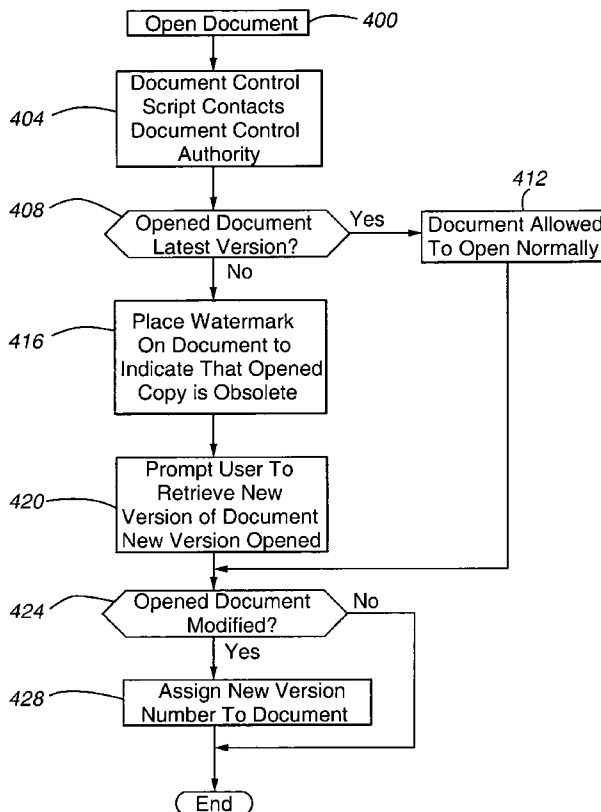 Open Document
400
404
Document Control
Script Contacts
Document Control
Authority
408
Opened Document
Latest Version?
Yes
No
412
Document Allowed
To Open Normally
416
Place Watermark
On Document to
Indicate That Opened
Copy is Obsolete
420
Prompt User To
Retrieve New
Version of Document
New Version Opened
424
Opened Document
Modified?
No
Yes
428
Assign New Version
Number To Document
End